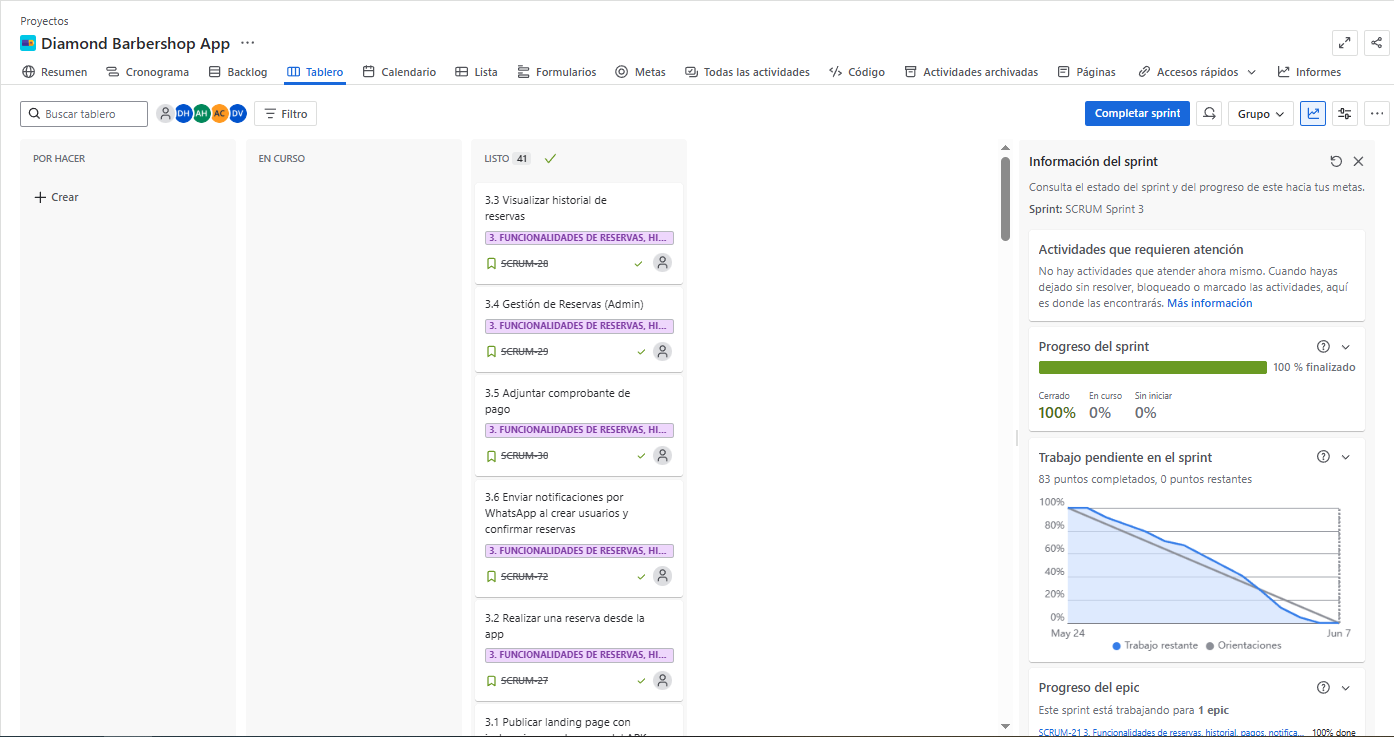 Proyectos
Diamond Barbershop App ...
Resumen Cronograma Backlog Tablero Calendario Lista Formularios Metas Todas las actividades Código Actividades archivadas Páginas Accesos rápidos Informes
Buscar tablero DH AH AC DV Filtro Completar sprint Grupo
POR HACER
Crear
EN CURSO
LISTO 41
3.3 Visualizar historial de
reservas
3. FUNCIONALIDADES DE RESERVAS, HI...
SCRUM-28
3.4 Gestión de Reservas (Admin)
3. FUNCIONALIDADES DE RESERVAS, HI...
SCRUM-29
3.5 Adjuntar comprobante de
pago
3. FUNCIONALIDADES DE RESERVAS, HI...
SCRUM-30
3.6 Enviar notificaciones por
WhatsApp al crear usuarios y
confirmar reservas
3. FUNCIONALIDADES DE RESERVAS, HI...
SCRUM-72
3.2 Realizar una reserva desde la
app
3. FUNCIONALIDADES DE RESERVAS, HI...
SCRUM-27
3.1 Publicar landing page con
Información del sprint
Consulta el estado del sprint y del progreso de este hacia tus metas.
Sprint: SCRUM Sprint 3
Actividades que requieren atención
No hay actividades que atender ahora mismo. Cuando hayas
dejado sin resolver, bloqueado o marcado las actividades, aquí
es donde las encontrarás. Más información
Progreso del sprint
100 % finalizado
Cerrado En curso Sin iniciar
100% 0% 0%
Trabajo pendiente en el sprint
83 puntos completados, 0 puntos restantes
100%
80%
60%
40%
20%
0%
May 24 Jun 7
Trabajo restante Orientaciones
Progreso del epic
Este sprint está trabajando para 1 epic
SCRUM-21 3. Funcionalidades de reservas, historial, pagos, notifica... 100% done